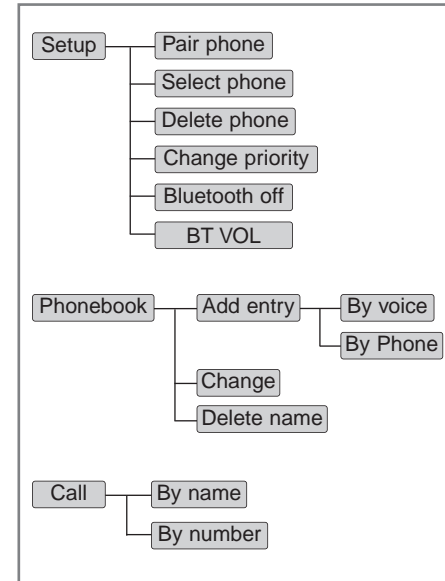 Setup
Pair phone
Select phone
Delete phone
Change priority
Bluetooth off
BT VOL
Phonebook
Add entry
By voice
By Phone
Change
Delete name
Call
By name
By number